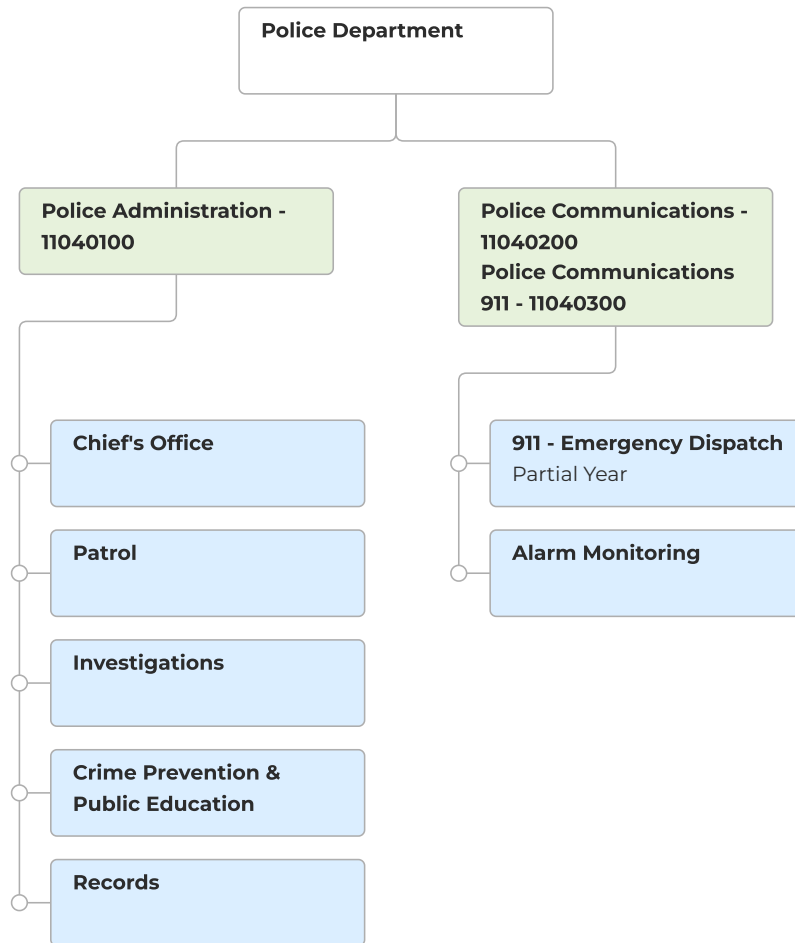 Police Department
Police Administration -
11040100
Police Communications -
11040200
Police Communications
911 - 11040300
Chief's Office
Patrol
Investigations
Crime Prevention &
Public Education
Records
911 - Emergency Dispatch
Partial Year
Alarm Monitoring